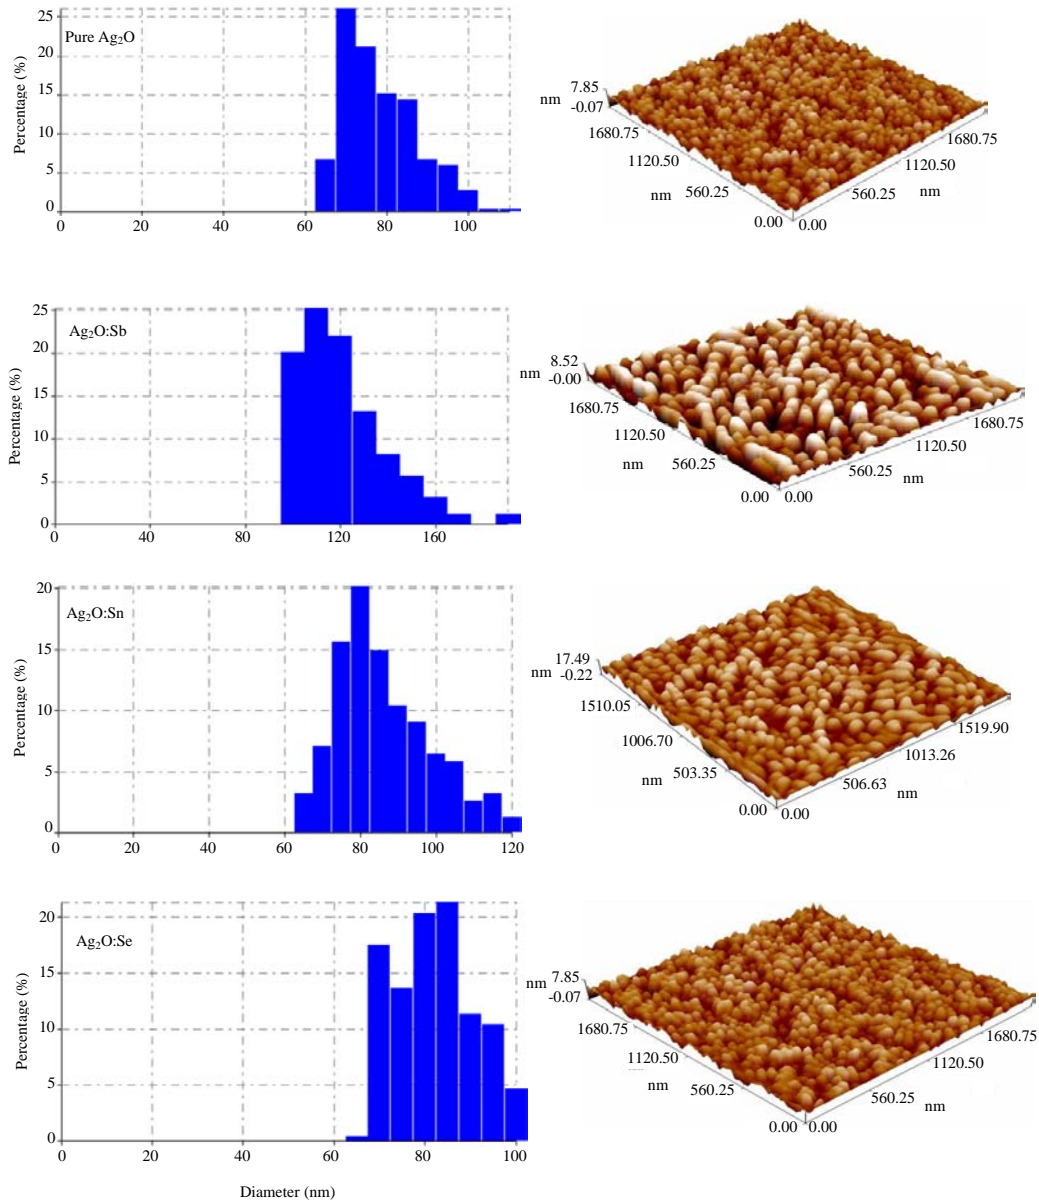 Pure Ag₂O
Percentage (%)
25
20
15
10
5
0
0 20 40 60 80 100
nm
7.85
-0.07
1680.75
1120.50
nm
560.25
0.00
0.00
560.25
nm
1120.50
1680.75
Ag₂O:Sb
Percentage (%)
25
20
15
10
5
0
0 40 80 120 160
nm
8.52
-0.00
1680.75
1120.50
nm
560.25
0.00
0.00
560.25
nm
1120.50
1680.75
Ag₂O:Sn
Percentage (%)
20
15
10
5
0
0 20 40 60 80 100 120
nm
17.49
-0.22
1510.05
1006.70
nm
503.35
0.00
0.00
506.63
nm
1013.26
1519.90
Ag₂O:Se
Percentage (%)
20
15
10
5
0
0 20 40 60 80 100
Diameter (nm)
nm
7.85
-0.07
1680.75
1120.50
nm
560.25
0.00
0.00
560.25
nm
1120.50
1680.75